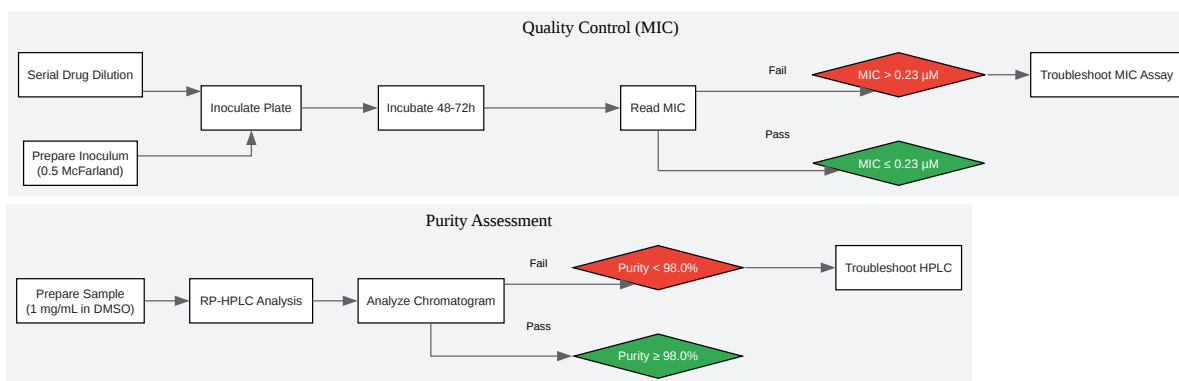 Quality Control (MIC)
Serial Drug Dilution
Prepare Inoculum
(0.5 McFarland)
Inoculate Plate
Incubate 48-72h
Read MIC
Fail
MIC > 0.23 µM
Troubleshoot MIC Assay
Pass
MIC ≤ 0.23 µM
Purity Assessment
Prepare Sample
(1 mg/mL in DMSO)
RP-HPLC Analysis
Analyze Chromatogram
Fail
Purity < 98.0%
Troubleshoot HPLC
Pass
Purity ≥ 98.0%